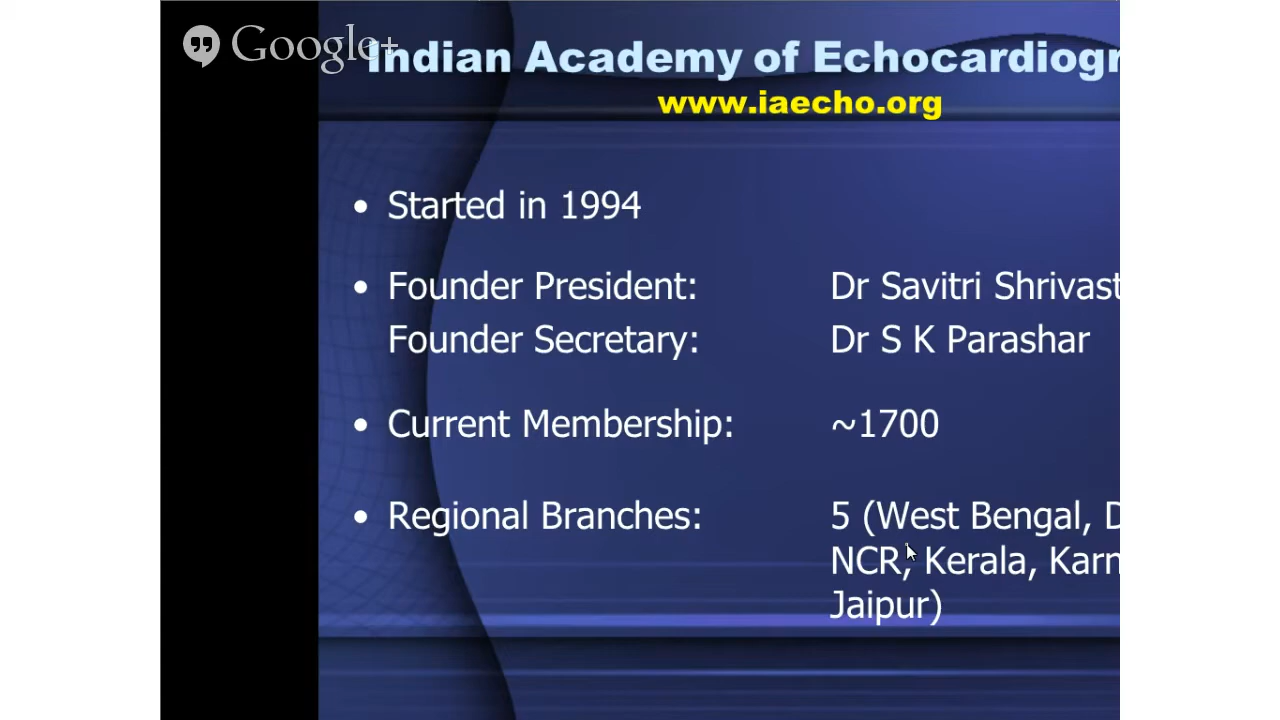 Google+
Indian Academy of Echocardiogr
www.iaecho.org
• Started in 1994
• Founder President: Dr Savitri Shrivast
Founder Secretary: Dr S K Parashar
• Current Membership: ~1700
• Regional Branches: 5 (West Bengal, D
NCR, Kerala, Karn
Jaipur)